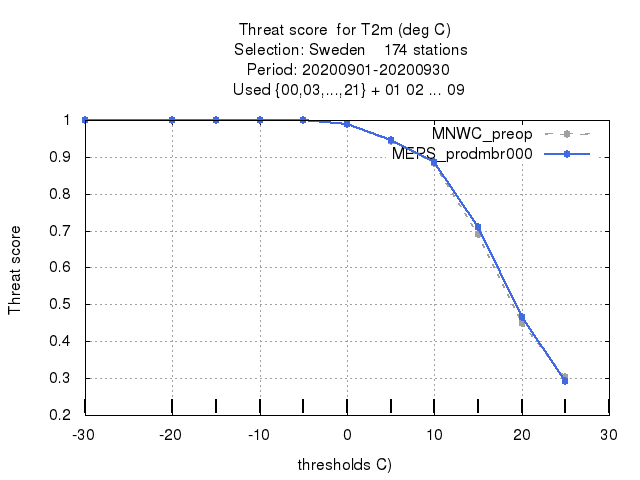 Threat score for T2m (deg C)
Selection: Sweden 174 stations
Period: 20200901-20200930
Used {00,03,...,21} + 01 02 ... 09
MNWC_preop
MEPS_prodmbr000
1
0.9
0.8
0.7
0.6
0.5
0.4
0.3
0.2
Threat score
-30
-20
-10
0
10
20
30
thresholds C)